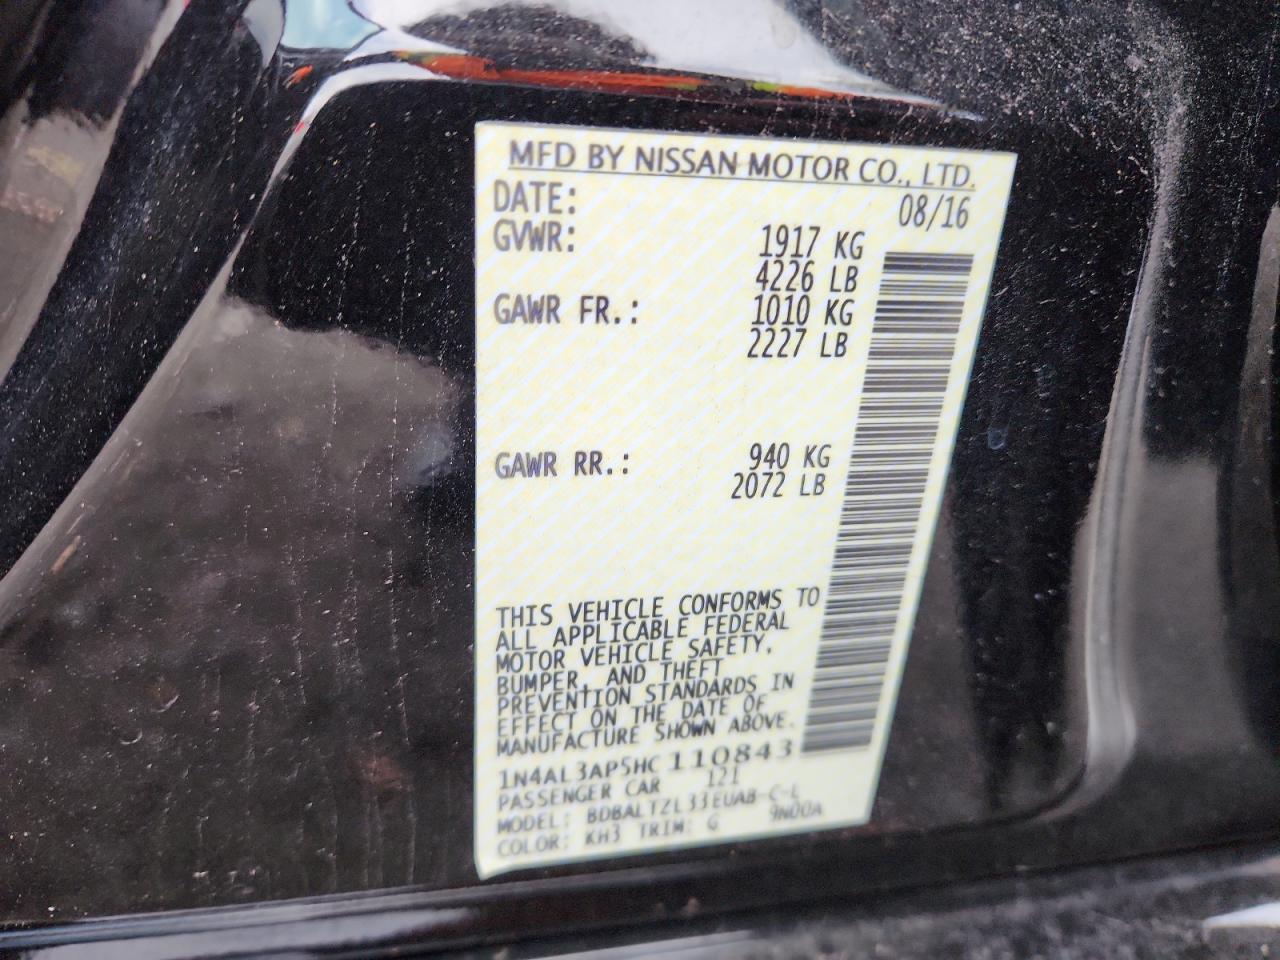 MFD BY NISSAN MOTOR CO., LTD.
DATE: 08/16
GVWR: 1917 KG
4226 LB
GAWR FR.: 1010 KG
2227 LB
GAWR RR.: 940 KG
2072 LB
THIS VEHICLE CONFORMS TO
ALL APPLICABLE FEDERAL
MOTOR VEHICLE SAFETY,
BUMPER, AND THEFT
PREVENTION STANDARDS IN
EFFECT ON THE DATE OF
MANUFACTURE SHOWN ABOVE.
1N4AL3AP5HC110843
PASSENGER CAR 121
MODEL: BDBALTZL33EUAB-C-L
COLOR: KH3 TRIM: G 9N00A